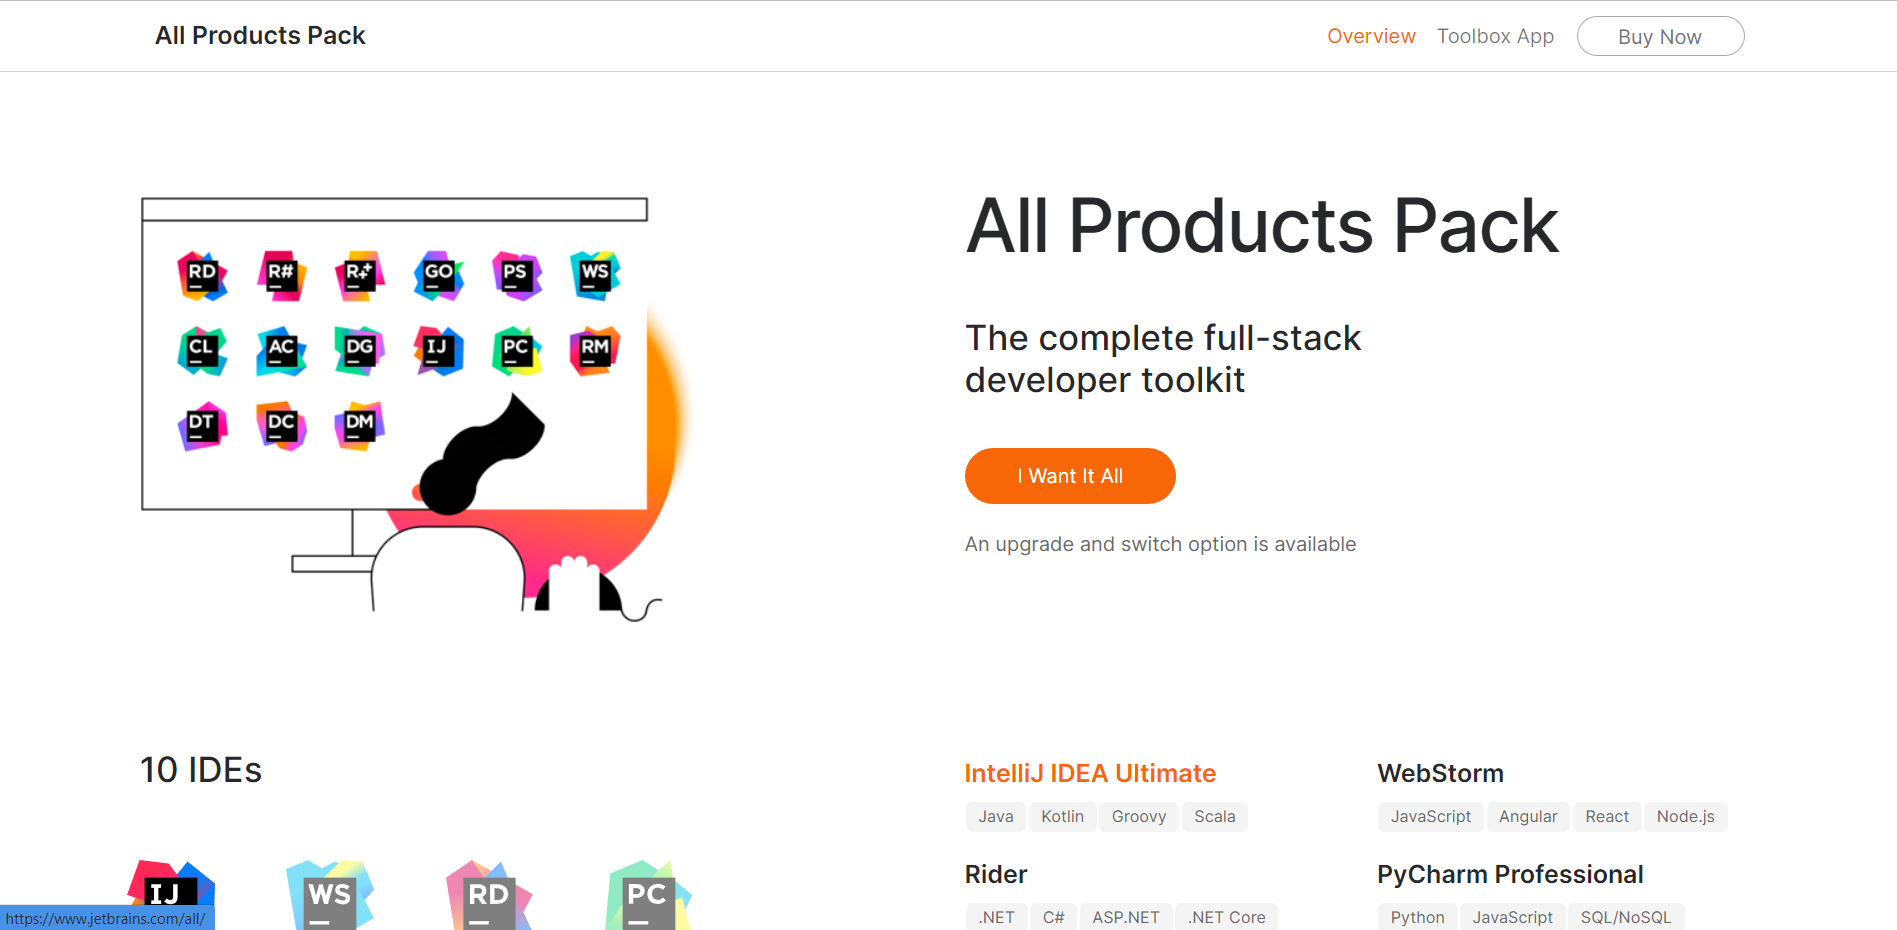 All Products Pack
Overview Toolbox App Buy Now
RD R# R++ GO PS WS
CL AC DG IJ PC RM
DT DC DM
All Products Pack
The complete full-stack
developer toolkit
I Want It All
An upgrade and switch option is available
10 IDEs
IJ WS RD PC
IntelliJ IDEA Ultimate
Java Kotlin Groovy Scala
WebStorm
JavaScript Angular React Node.js
Rider
.NET C# ASP.NET .NET Core
PyCharm Professional
Python JavaScript SQL/NoSQL
https://www.jetbrains.com/all/